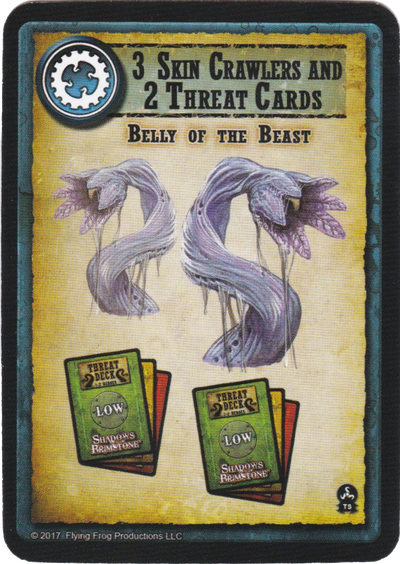 3 SKIN CRAWLERS AND
2 THREAT CARDS
BELLY OF THE BEAST
THREAT
DECK
LOW
SHADOWS
OF
BRIMSTONE
THREAT
DECK
LOW
SHADOWS
OF
BRIMSTONE
TS
© 2017 Flying Frog Productions LLC